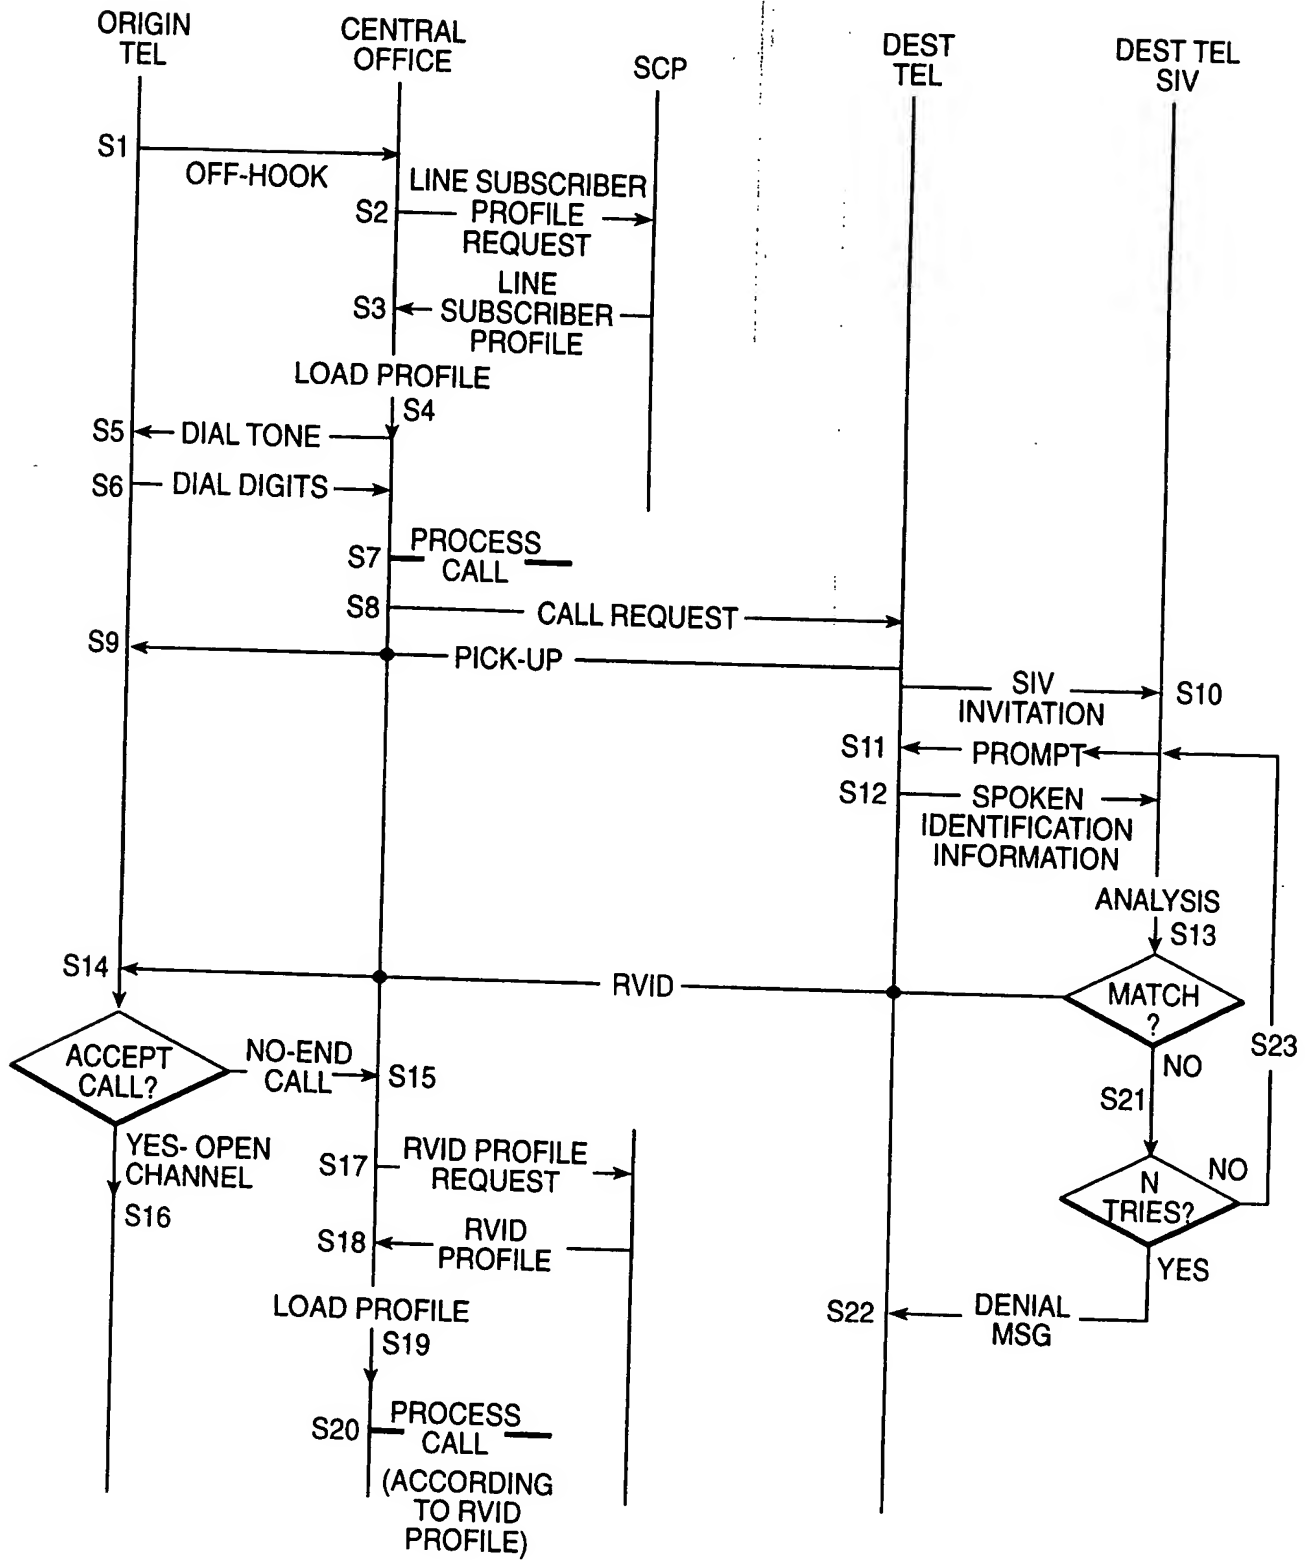 ORIGIN
TEL
CENTRAL
OFFICE
SCP
DEST
TEL
DEST TEL
SIV
S1
OFF-HOOK
S2
LINE SUBSCRIBER
PROFILE
REQUEST
S3
LINE
SUBSCRIBER
PROFILE
LOAD PROFILE
S4
S5
DIAL TONE
S6
DIAL DIGITS
S7
PROCESS
CALL
S8
CALL REQUEST
S9
PICK-UP
SIV
INVITATION
S10
S11
PROMPT
S12
SPOKEN
IDENTIFICATION
INFORMATION
ANALYSIS
S13
S14
RVID
MATCH
?
ACCEPT
CALL?
NO-END
CALL
S15
NO
S23
S21
YES- OPEN
CHANNEL
S16
S17
RVID PROFILE
REQUEST
N
TRIES?
NO
S18
RVID
PROFILE
YES
LOAD PROFILE
S19
S22
DENIAL
MSG
S20
PROCESS
CALL
(ACCORDING
TO RVID
PROFILE)